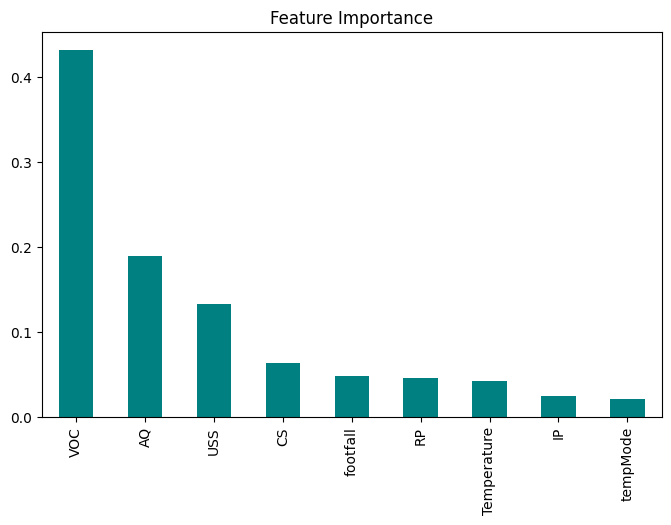 Feature Importance
0.4
0.3
0.2
0.1
0.0
VOC
AQ
USS
CS
footfall
RP
Temperature
IP
tempMode